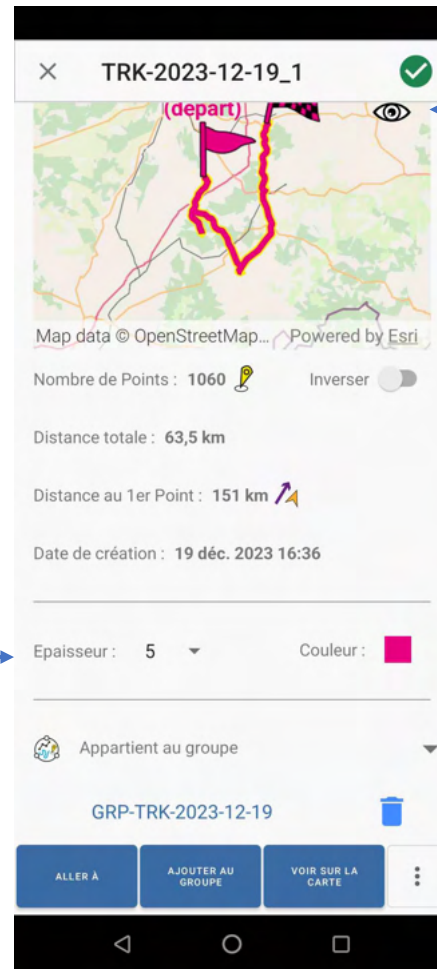 TRK-2023-12-19_1
(départ)
Map data © OpenStreetMap... Powered by Esri
Nombre de Points : 1060 Inverser
Distance totale : 63,5 km
Distance au 1er Point : 151 km
Date de création : 19 déc. 2023 16:36
Epaisseur : 5 Couleur :
Appartient au groupe
GRP-TRK-2023-12-19
ALLER À AJOUTER AU GROUPE VOIR SUR LA CARTE